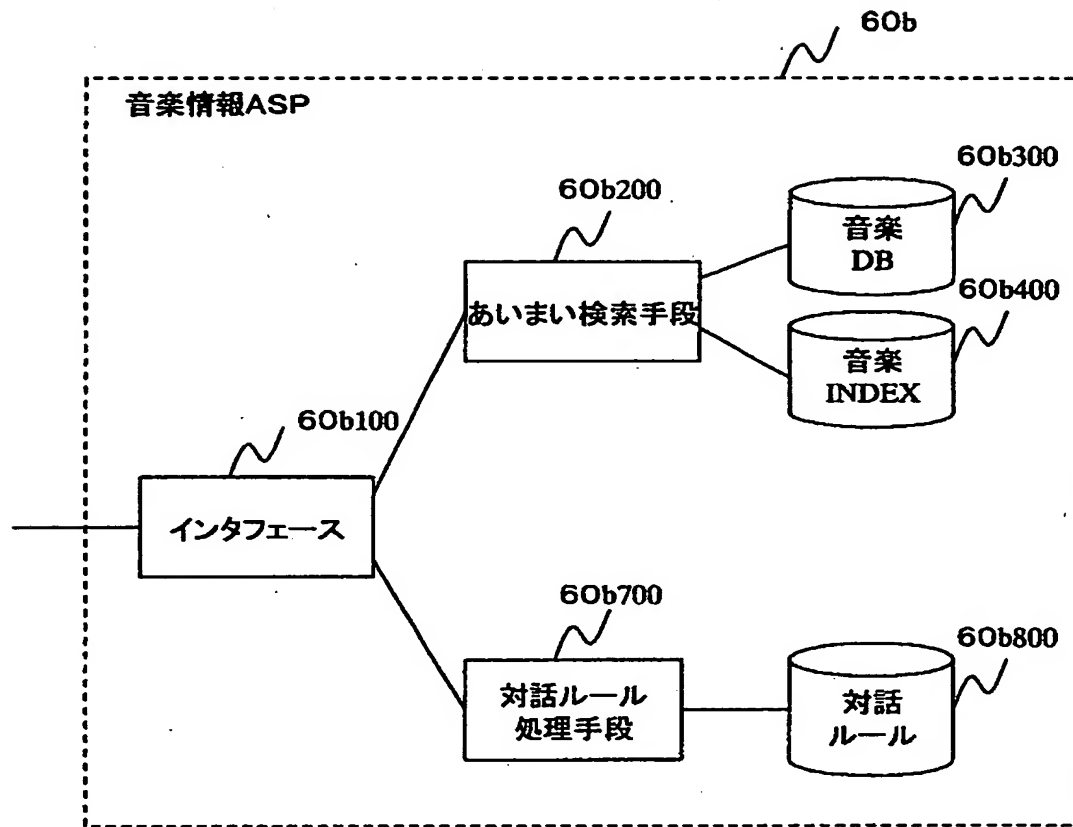 60b
音楽情報ASP
60b300
60b200
音楽
DB
60b400
あいまい検索手段
音楽
INDEX
60b100
インタフェース
60b700
60b800
対話ルール
処理手段
対話
ルール